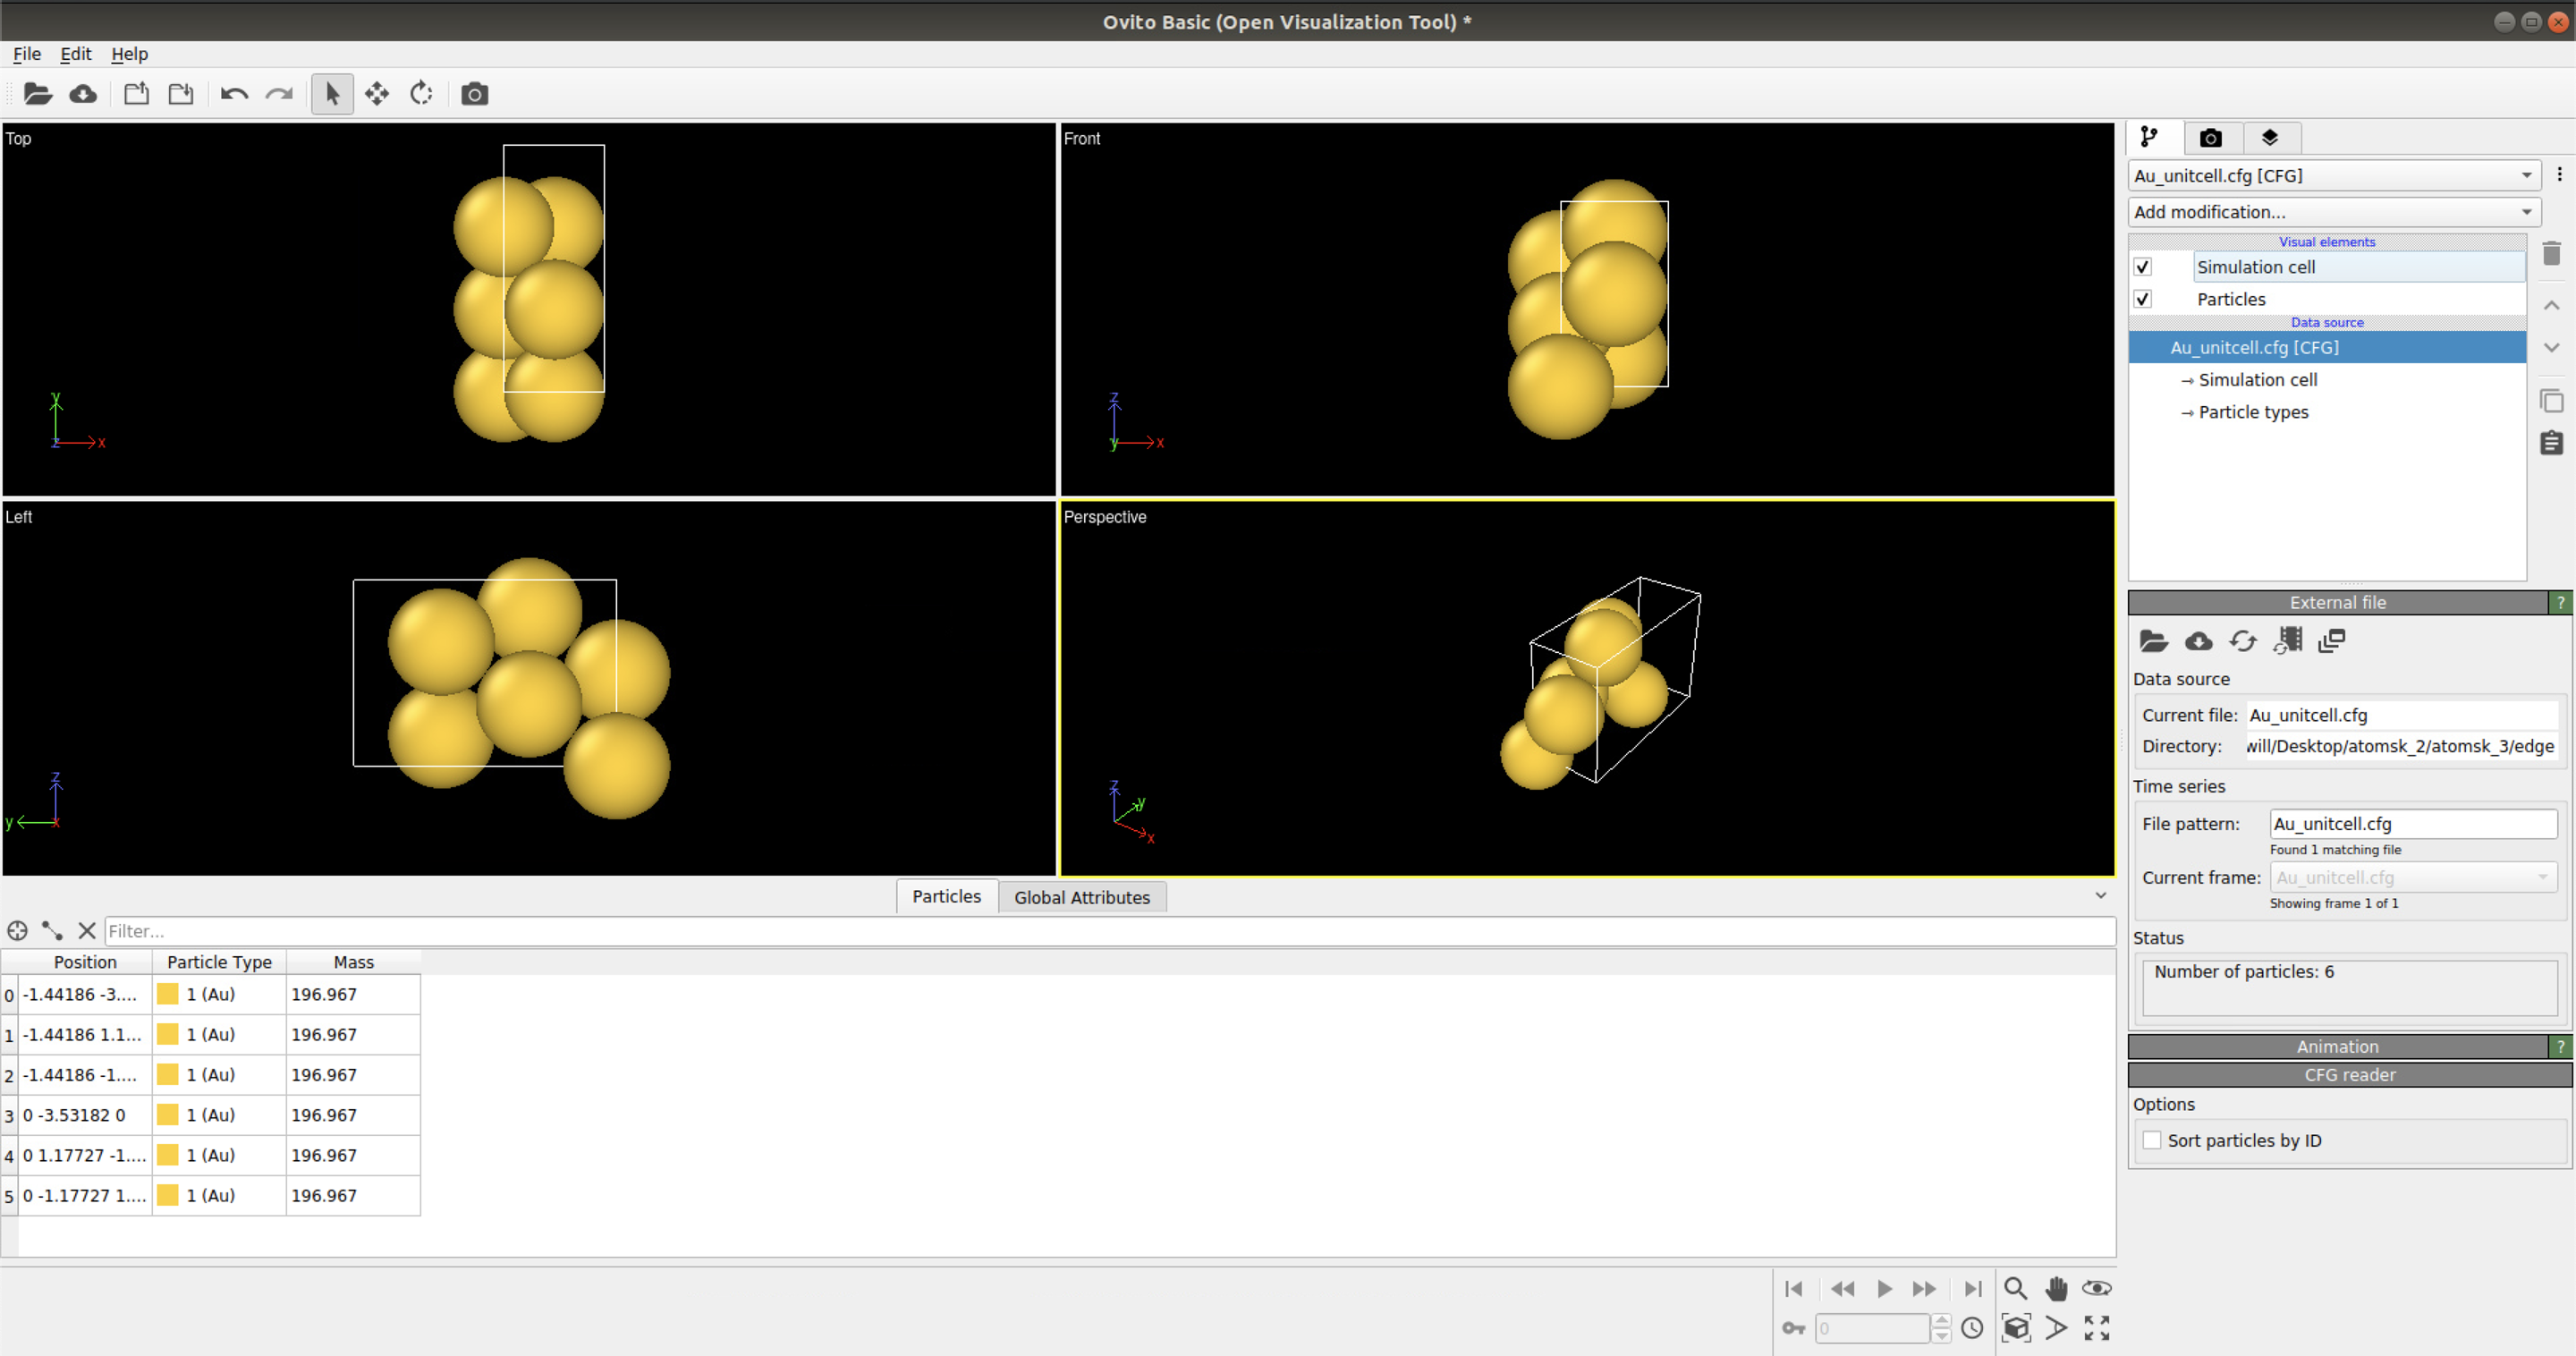 Ovito Basic (Open Visualization Tool) *
File Edit Help
Top
y
z x
Front
z
y x
Left
z
y x
Perspective
z
y
x
Au_unitcell.cfg [CFG]
Add modification...
Visual elements
Simulation cell
Particles
Data source
Au_unitcell.cfg [CFG]
→ Simulation cell
→ Particle types
External file ?
Data source
Current file: Au_unitcell.cfg
Directory: will/Desktop/atomsk_2/atomsk_3/edge
Time series
File pattern: Au_unitcell.cfg
Found 1 matching file
Current frame: Au_unitcell.cfg
Showing frame 1 of 1
Status
Number of particles: 6
Animation ?
CFG reader
Options
Sort particles by ID
Particles Global Attributes
Filter...
Position Particle Type Mass
0 -1.44186 -3.... 1 (Au) 196.967
1 -1.44186 1.1... 1 (Au) 196.967
2 -1.44186 -1.... 1 (Au) 196.967
3 0 -3.53182 0 1 (Au) 196.967
4 0 1.17727 -1.... 1 (Au) 196.967
5 0 -1.17727 1.... 1 (Au) 196.967
0